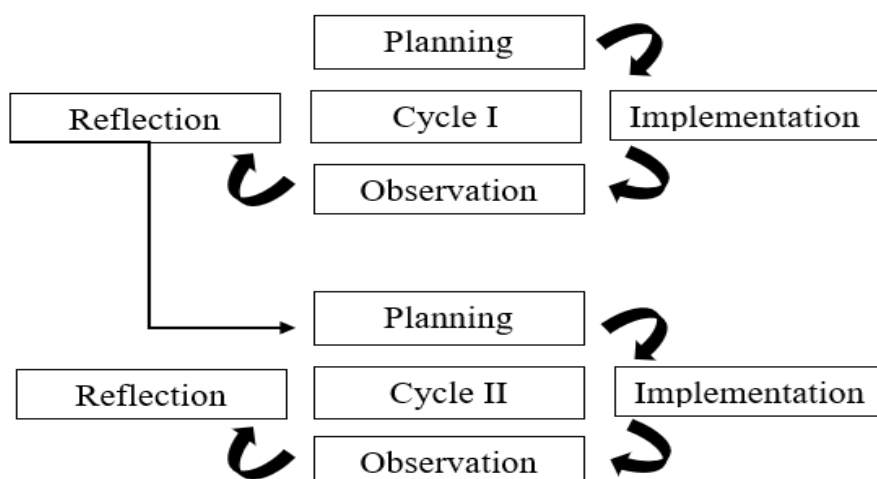 Planning
Reflection
Cycle I
Implementation
Observation
Planning
Reflection
Cycle II
Implementation
Observation